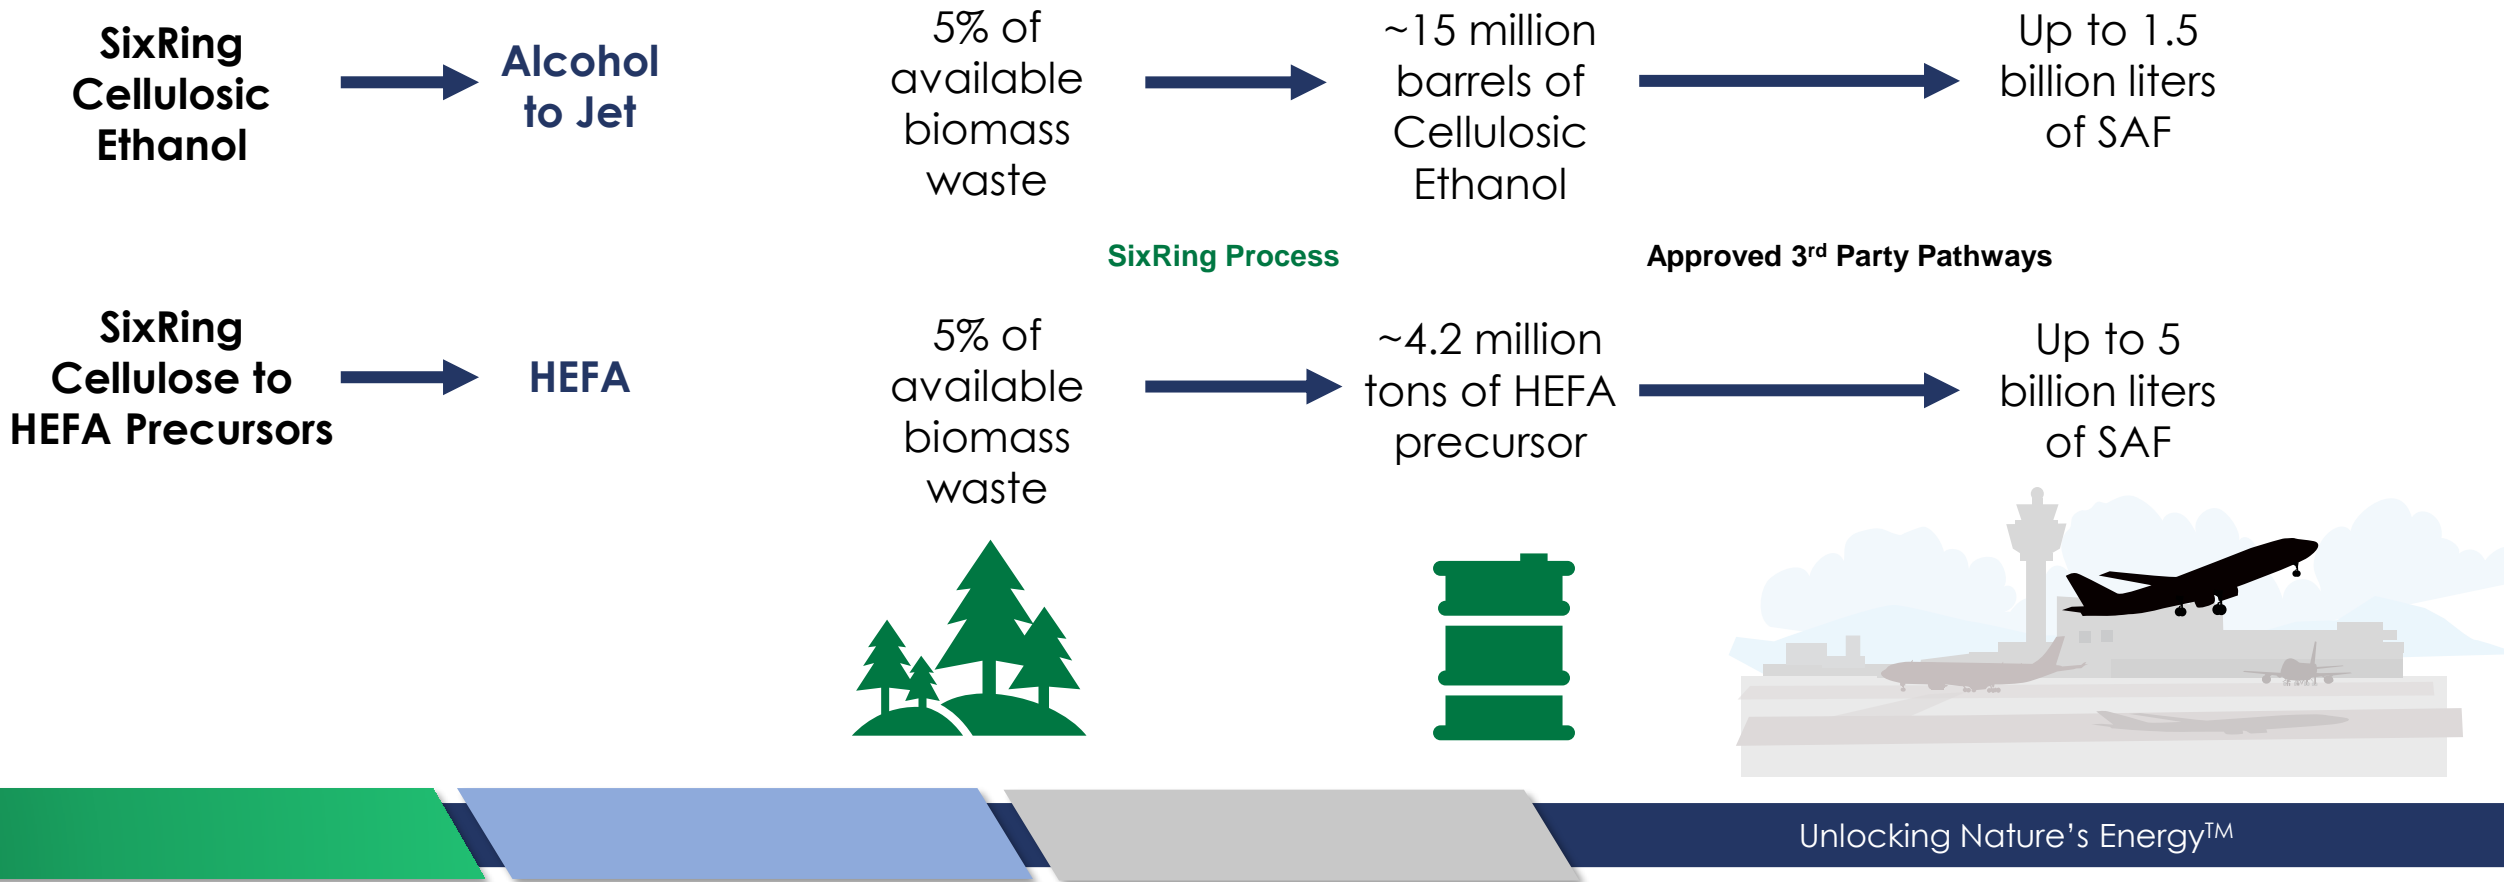 SixRing
Cellulosic
Ethanol
Alcohol
to Jet
5% of
available
biomass
waste
~15 million
barrels of
Cellulosic
Ethanol
Up to 1.5
billion liters
of SAF
SixRing Process
Approved 3rd Party Pathways
SixRing
Cellulose to
HEFA Precursors
HEFA
5% of
available
biomass
waste
~4.2 million
tons of HEFA
precursor
Up to 5
billion liters
of SAF
Unlocking Nature’s Energy™